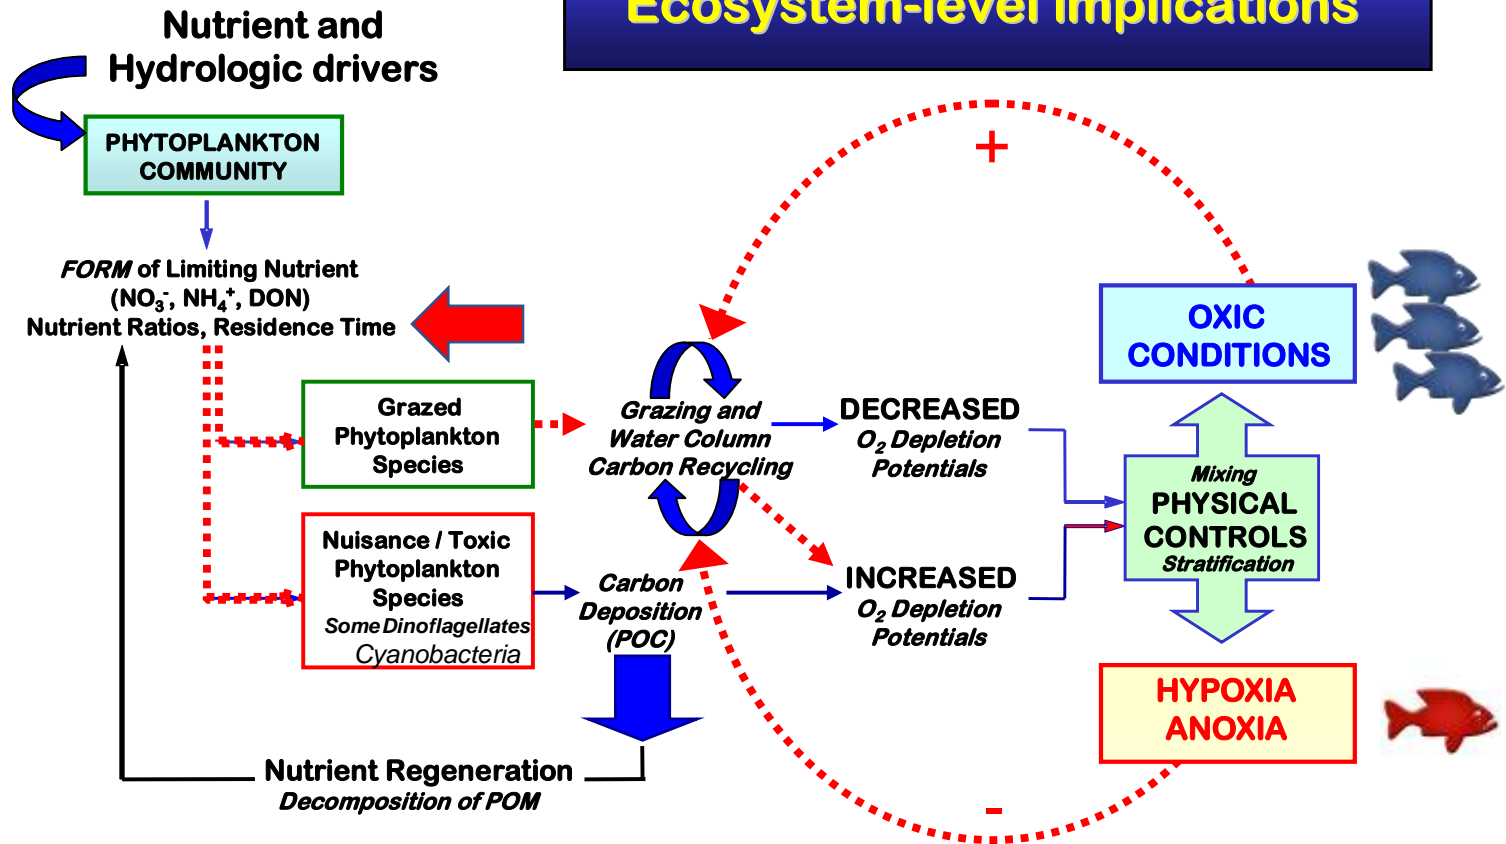 Ecosystem-level Implications
Nutrient and
Hydrologic drivers
PHYTOPLANKTON
COMMUNITY
FORM of Limiting Nutrient
(NO₃⁻, NH₄⁺, DON)
Nutrient Ratios, Residence Time
Grazed
Phytoplankton
Species
Nuisance / Toxic
Phytoplankton
Species
Some Dinoflagellates
Cyanobacteria
Grazing and
Water Column
Carbon Recycling
Carbon
Deposition
(POC)
Nutrient Regeneration
Decomposition of POM
DECREASED
O₂ Depletion
Potentials
INCREASED
O₂ Depletion
Potentials
+
OXIC
CONDITIONS
Mixing
PHYSICAL
CONTROLS
Stratification
HYPOXIA
ANOXIA
-